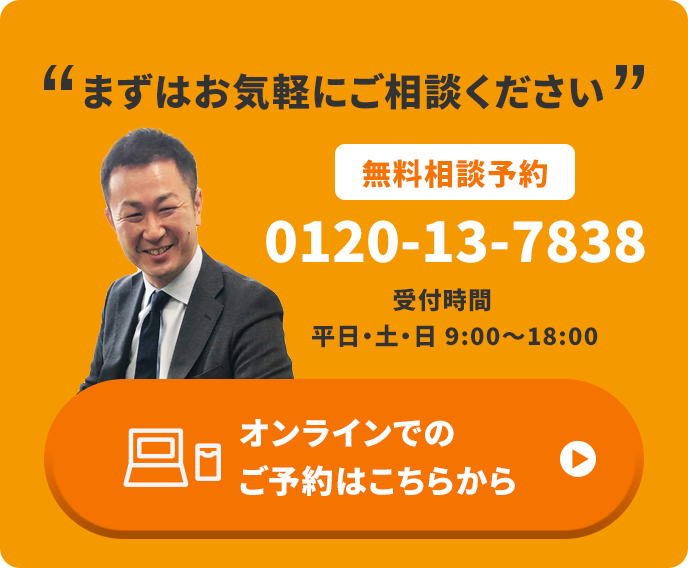 “まずはお気軽にご相談ください”
無料相談予約
0120-13-7838
受付時間
平日・土・日 9:00〜18:00
オンラインでの
ご予約はこちらから